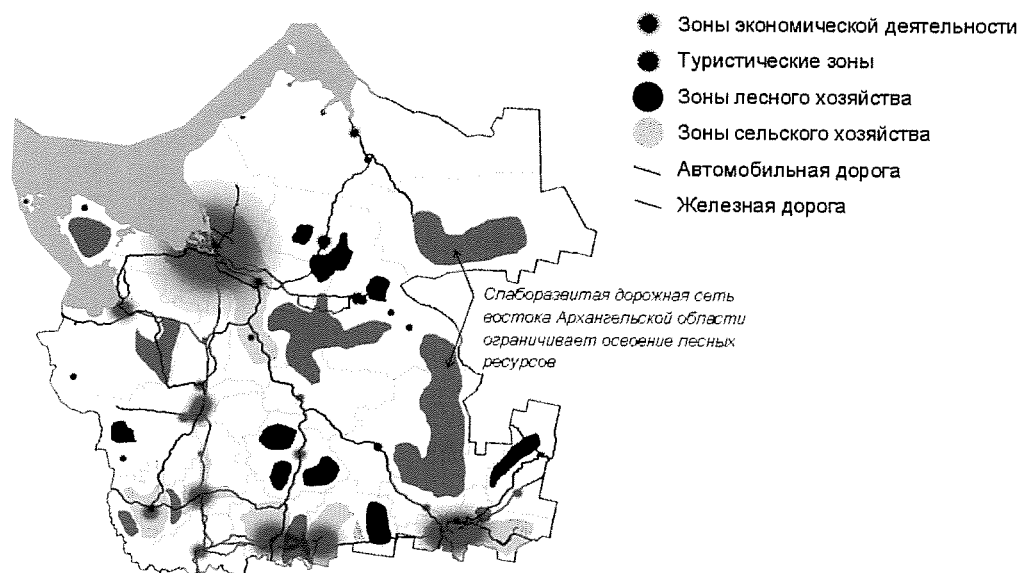 Зоны экономической деятельности
Туристические зоны
Зоны лесного хозяйства
Зоны сельского хозяйства
Автомобильная дорога
Железная дорога
Слаборазвитая дорожная сеть
востока Архангельской области
ограничивает освоение лесных
ресурсов